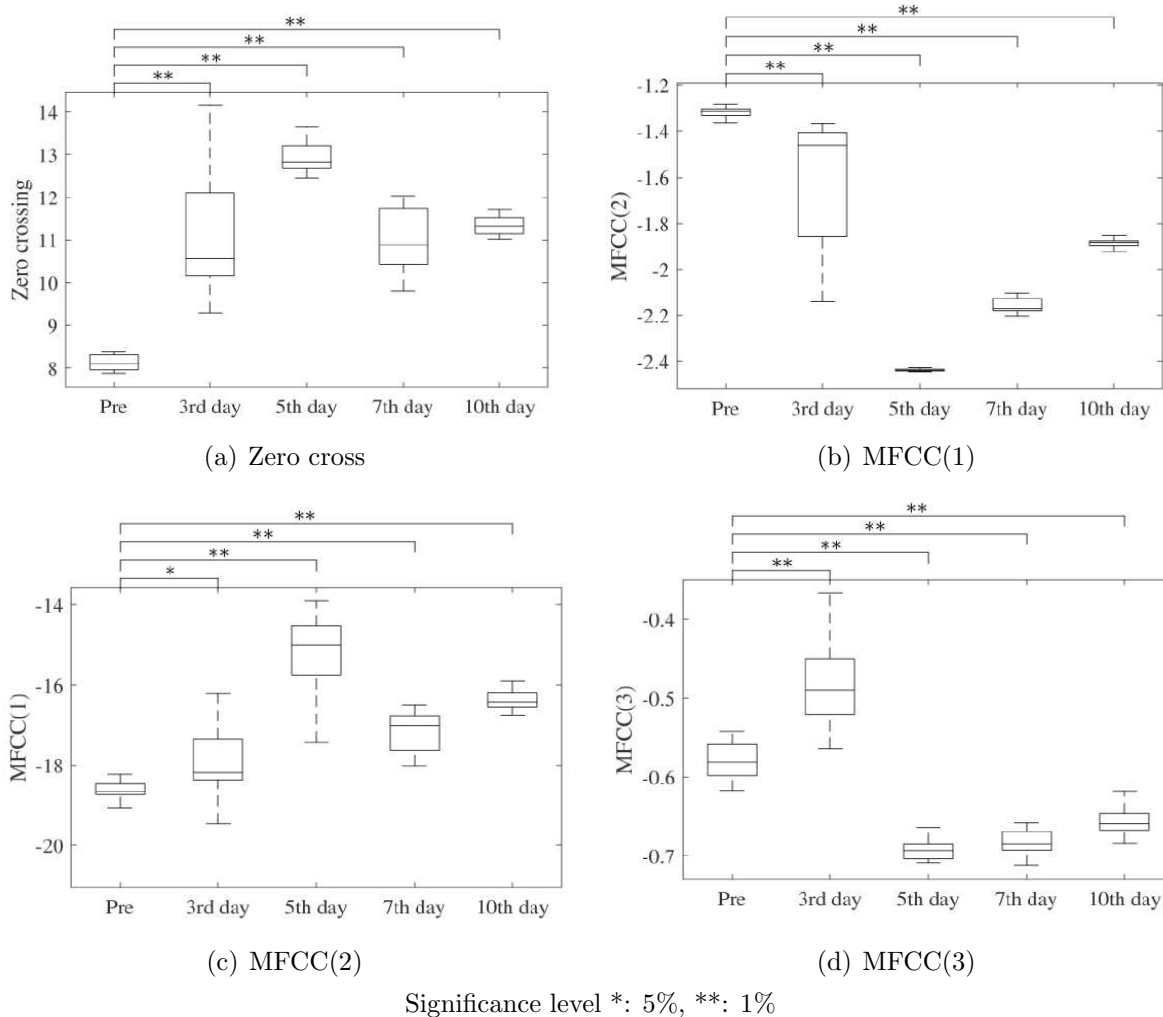 **
**
**
**
14
13
12
11
10
9
8
Zero crossing
Pre 3rd day 5th day 7th day 10th day
(a) Zero cross
**
**
**
**
-1.2
-1.4
-1.6
-1.8
-2
-2.2
-2.4
MFCC(2)
Pre 3rd day 5th day 7th day 10th day
(b) MFCC(1)
**
**
**
*
-14
-16
-18
-20
MFCC(1)
Pre 3rd day 5th day 7th day 10th day
(c) MFCC(2)
**
**
**
**
-0.4
-0.5
-0.6
-0.7
MFCC(3)
Pre 3rd day 5th day 7th day 10th day
(d) MFCC(3)
Significance level *: 5%, **: 1%